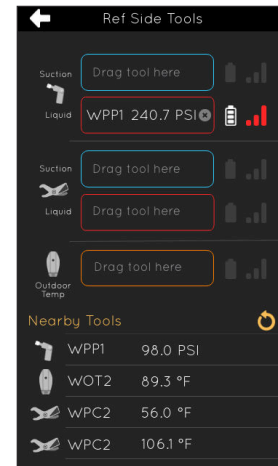 Ref Side Tools
Suction
Drag tool here
Liquid
WPP1 240.7 PSI
Suction
Drag tool here
Liquid
Drag tool here
Drag tool here
Outdoor
Temp
Nearby Tools
WPP1 98.0 PSI
WOT2 89.3 °F
WPC2 56.0 °F
WPC2 106.1 °F